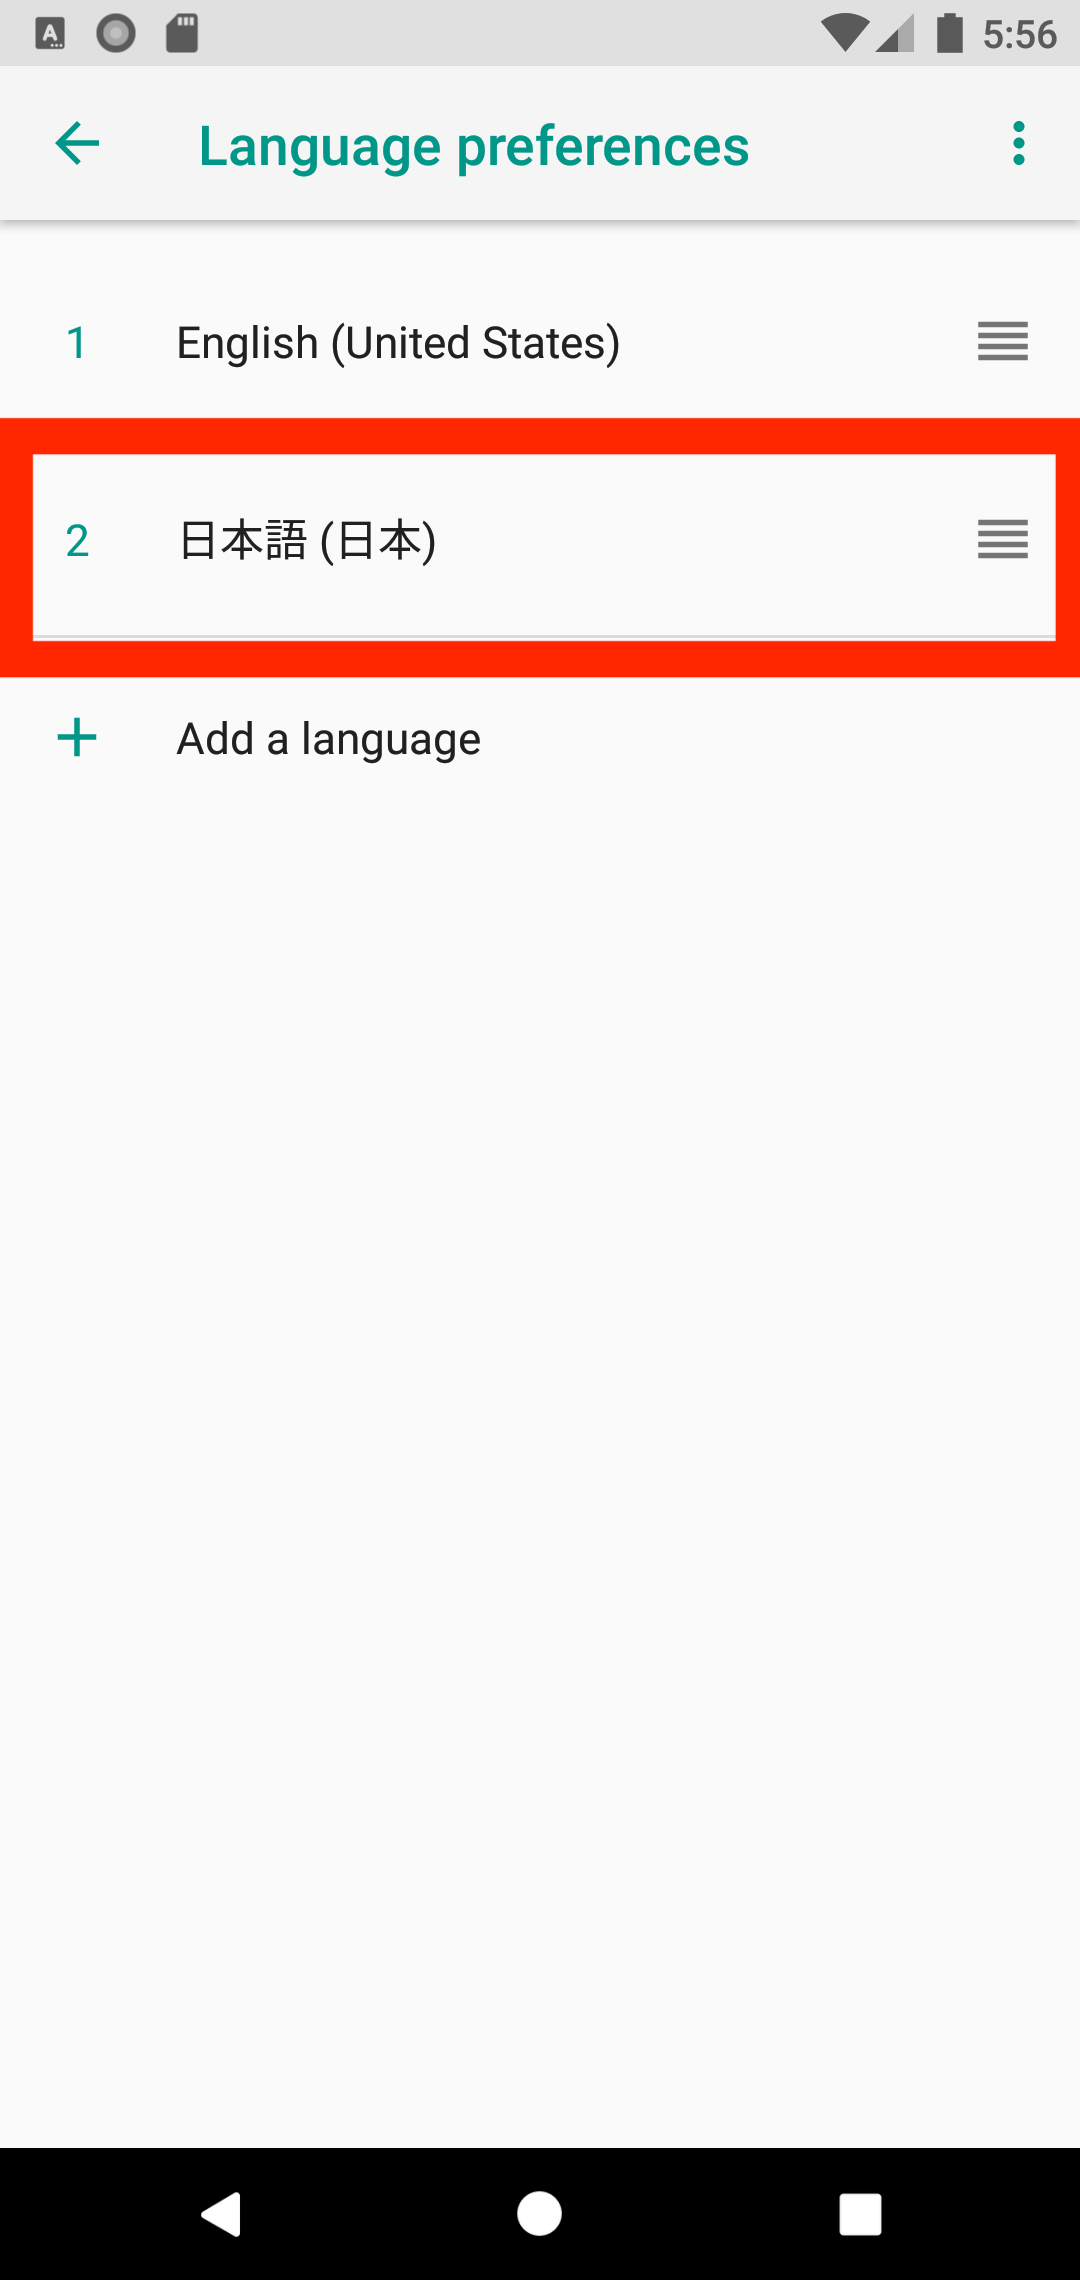 5:56
Language preferences
1 English (United States)
2 日本語 (日本)
Add a language